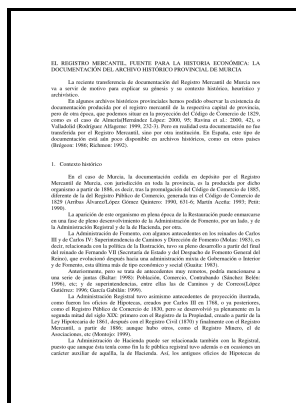 EL REGISTRO MERCANTIL, FUENTE PARA LA HISTORIA ECONÓMICA: LA
DOCUMENTACIÓN DEL ARCHIVO HISTÓRICO PROVINCIAL DE MURCIA
La reciente transferencia de documentación del Registro Mercantil de Murcia nos
va a servir de motivo para explicar su génesis y su contexto histórico, heurístico y
archivístico.
En algunos archivos históricos provinciales hemos podido observar la existencia de
documentación producida por el registro mercantil de la respectiva capital de provincia,
pero de otra época, que podemos situar en la proyección del Código de Comercio de 1829,
como es el caso de Almería(Hernández López 2000, 95; Ravina et al. 2000, 42), o
Valladolid (Rodríguez Alfageme 1999, 232-3). Pero en realidad esta documentación no fue
transferida por el Registro Mercantil, sino por otra institución. En España, este tipo de
documentación está aún poco disponible en archivos históricos, como en otros países
(Brégeon: 1986; Richmon: 1992).
1. Contexto histórico
En el caso de Murcia, la documentación cedida en depósito por el Registro
Mercantil de Murcia, con jurisdicción en toda la provincia, es la producida por dicho
organismo a partir de 1886, es decir, tras la promulgación del Código de Comercio de 1885,
diferente de la del Registro Público de Comercio, generada tras el Código de Comercio de
1829 (Arribas Álvarez/López Gómez Quintero: 1990, 631-6; Martín Aceña: 1993; Petit:
1990).
La aparición de este organismo en plena época de la Restauración puede enmarcarse
en una fase de pleno desenvolvimiento de la Administración de Fomento, por un lado, y de
la Administración Registral y de la de Hacienda, por otro.
La Administración de Fomento, con algunos antecedentes en los reinados de Carlos
III y de Carlos IV: Superintendencia de Caminos y Dirección de Fomento (Molas: 1983), es
decir, relacionada con la política de la Ilustración, tuvo su pleno desarrollo a partir del final
del reinado de Fernando VII (Secretaría de Estado y del Despacho de Fomento General del
Reino), que evolucionó después hacia una administración mixta de Gobernación o Interior
y de Fomento, esta última más de tipo económico y social (Guaita: 1983).
Anteriormente, pero se trata de antecedentes muy remotos, podría mencionarse a
una serie de juntas (Baltar: 1998): Población, Comercio, Contrabando (Sánchez Belén:
1996), etc; y de superintendencias, entre ellas las de Caminos y de Correos(López
Gutiérrez: 1996; García Gabilán: 1999).
La Administración Registral tuvo asimismo antecedentes de proyección ilustrada,
como fueron los oficios de Hipotecas, creados por Carlos III en 1768, o ya posteriores,
como el Registro Público de Comercio de 1830, pero se desenvolvió ya plenamente en la
segunda mitad del siglo XIX: primero con el Registro de la Propiedad, creado a partir de la
Ley Hipotecaria de 1861, después con el Registro Civil (1870) y finalmente con el Registro
Mercantil, a partir de 1886; aunque hubo otros, como el Registro Minero, el de
Asociaciones, etc (Montojo: 1999).
La Administración de Hacienda puede ser relacionada también con la Registral,
puesto que aunque ésta tenía como fin la fe pública registral tuvo además o en ocasiones un
carácter auxiliar de aquélla, la de Hacienda. Así, los antiguos oficios de Hipotecas de